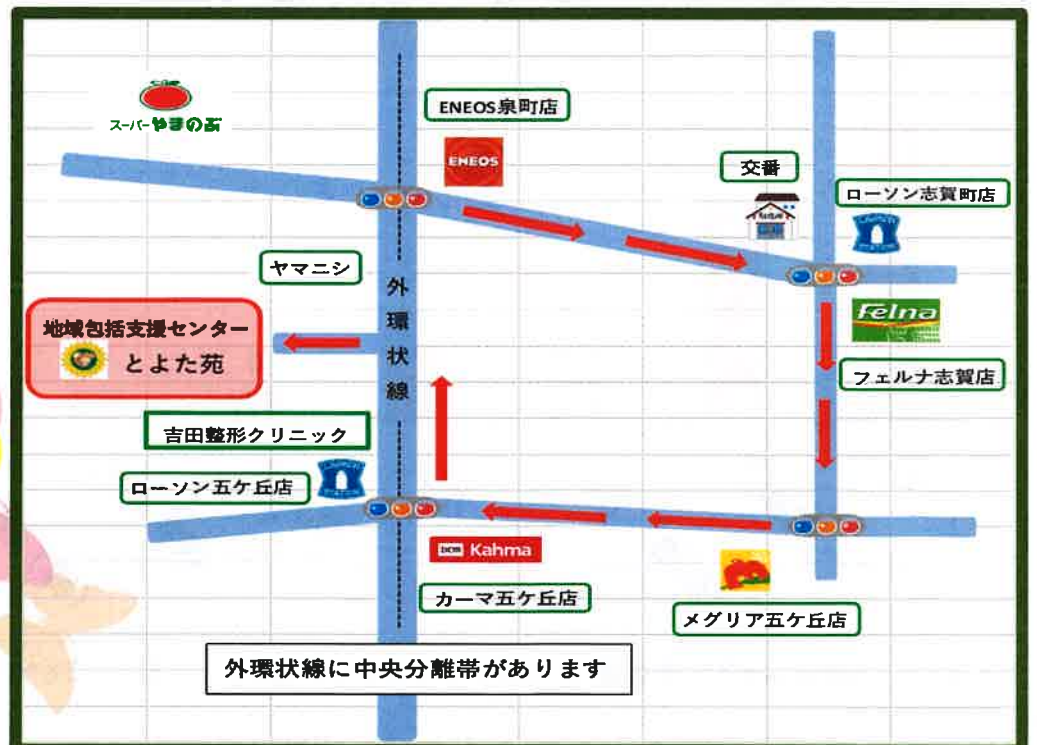 スーパーやまのぶ
ENEOS泉町店
ENEOS
交番
ローソン志賀町店
ヤマニシ
外環状線
地域包括支援センター
とよた苑
Felna
フェルナ志賀店
吉田整形クリニック
ローソン五ケ丘店
DCM Kahma
カーマ五ケ丘店
メグリア五ケ丘店
外環状線に中央分離帯があります